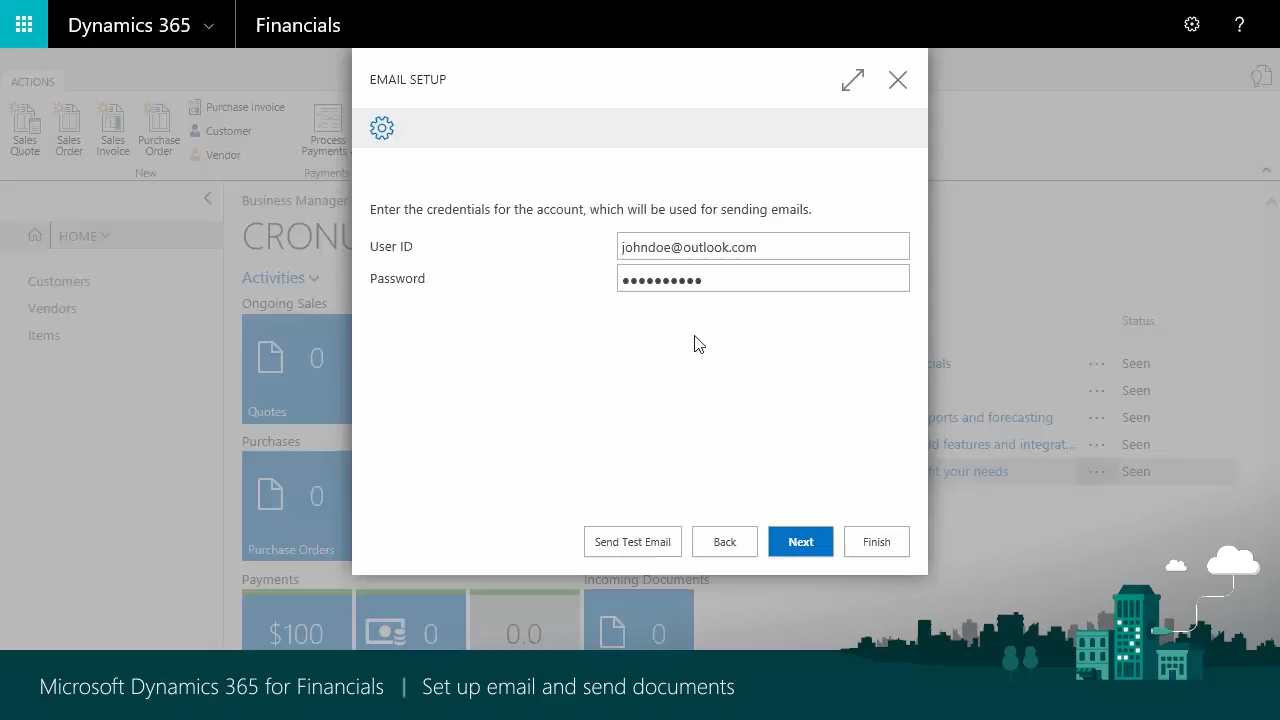 Dynamics 365
Financials
?
ACTIONS
EMAIL SETUP
Sales Quote
Sales Order
Sales Invoice
Purchase Order
Purchase Invoice
Customer
Vendor
Process Payments
New
Payments
Business Manager
HOME
CRONU
Customers
Vendors
Items
Activities
Ongoing Sales
0
Quotes
Purchases
0
Purchase Orders
Payments
Incoming Documents
$100
0
0.0
0
Enter the credentials for the account, which will be used for sending emails.
User ID
johndoe@outlook.com
Password
●●●●●●●●●●
Send Test Email
Back
Next
Finish
Status
cials ··· Seen
··· Seen
ports and forecasting ··· Seen
dd features and integrat... ··· Seen
fit your needs ··· Seen
Microsoft Dynamics 365 for Financials | Set up email and send documents